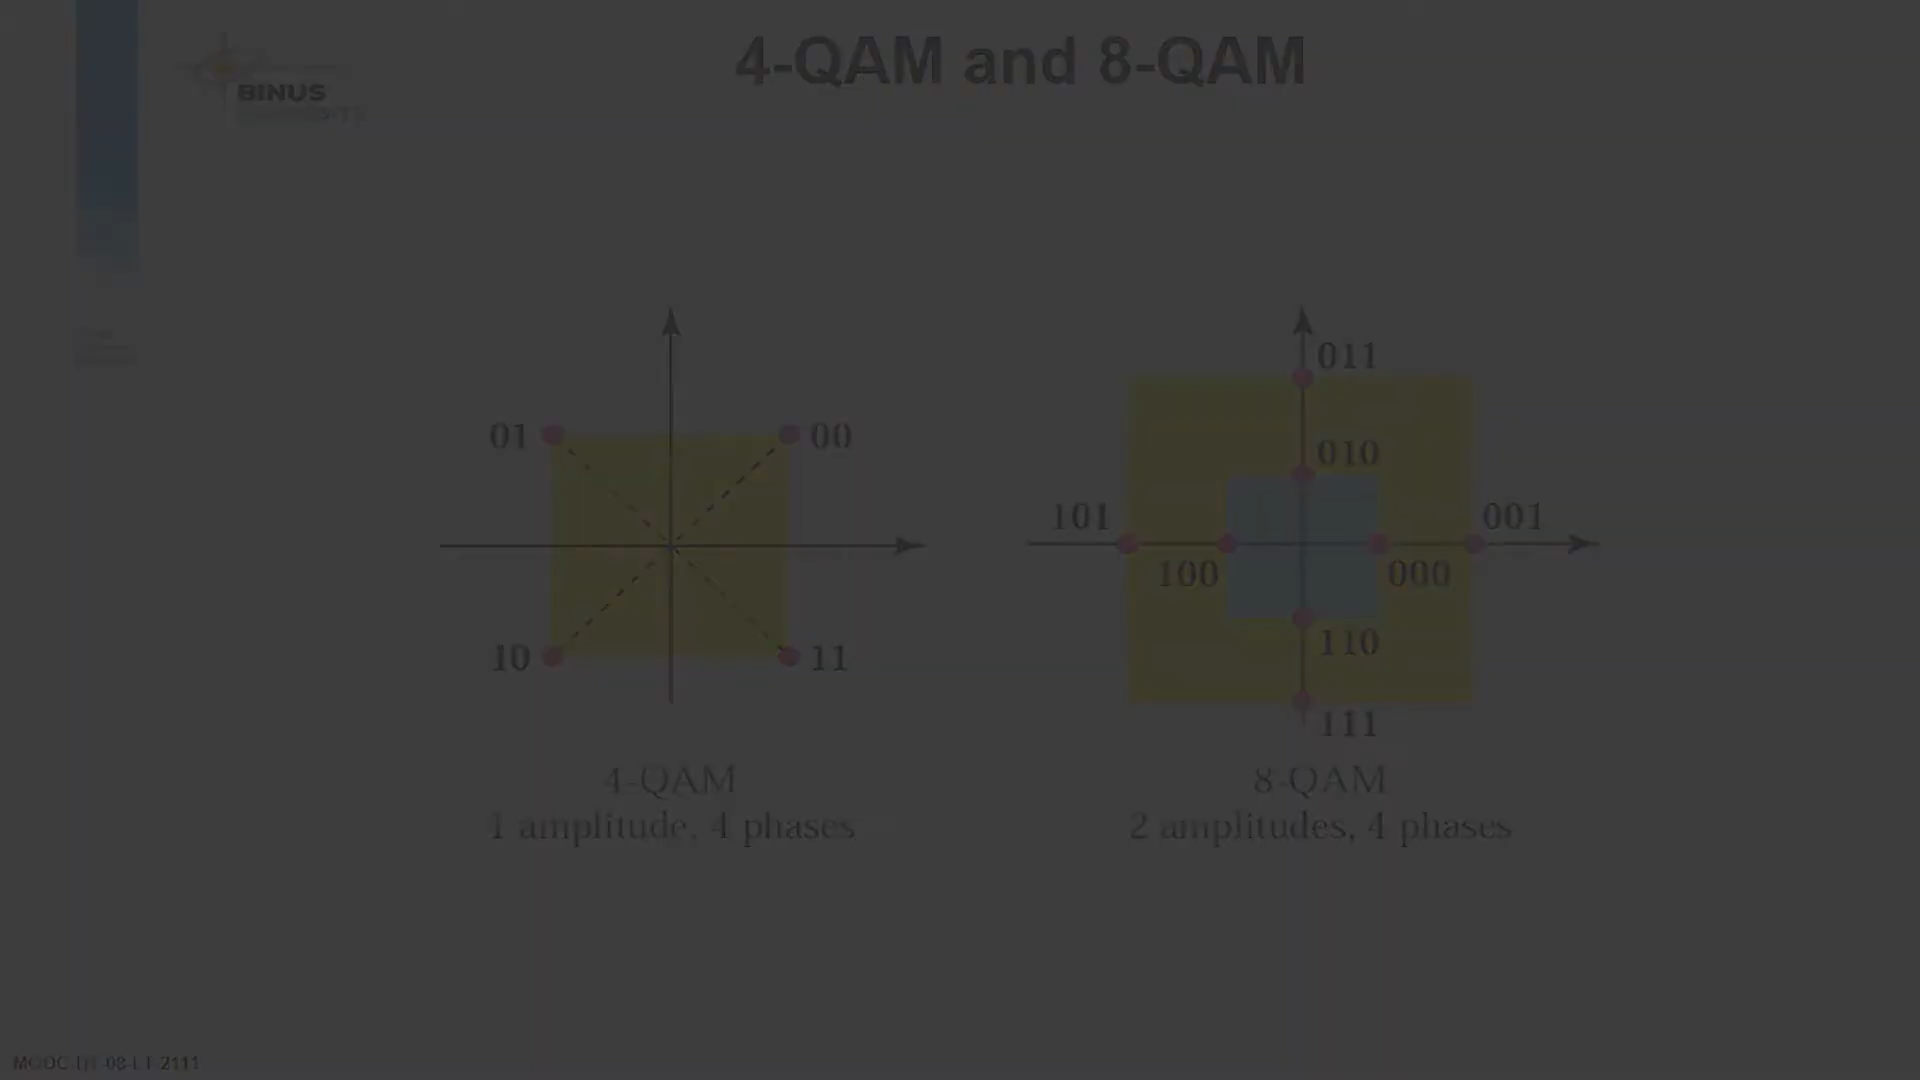 4-QAM and 8-QAM
BINUS
011
01
00
010
101
001
100
000
10
11
110
111
4-QAM
8-QAM
1 amplitude, 4 phases
2 amplitudes, 4 phases